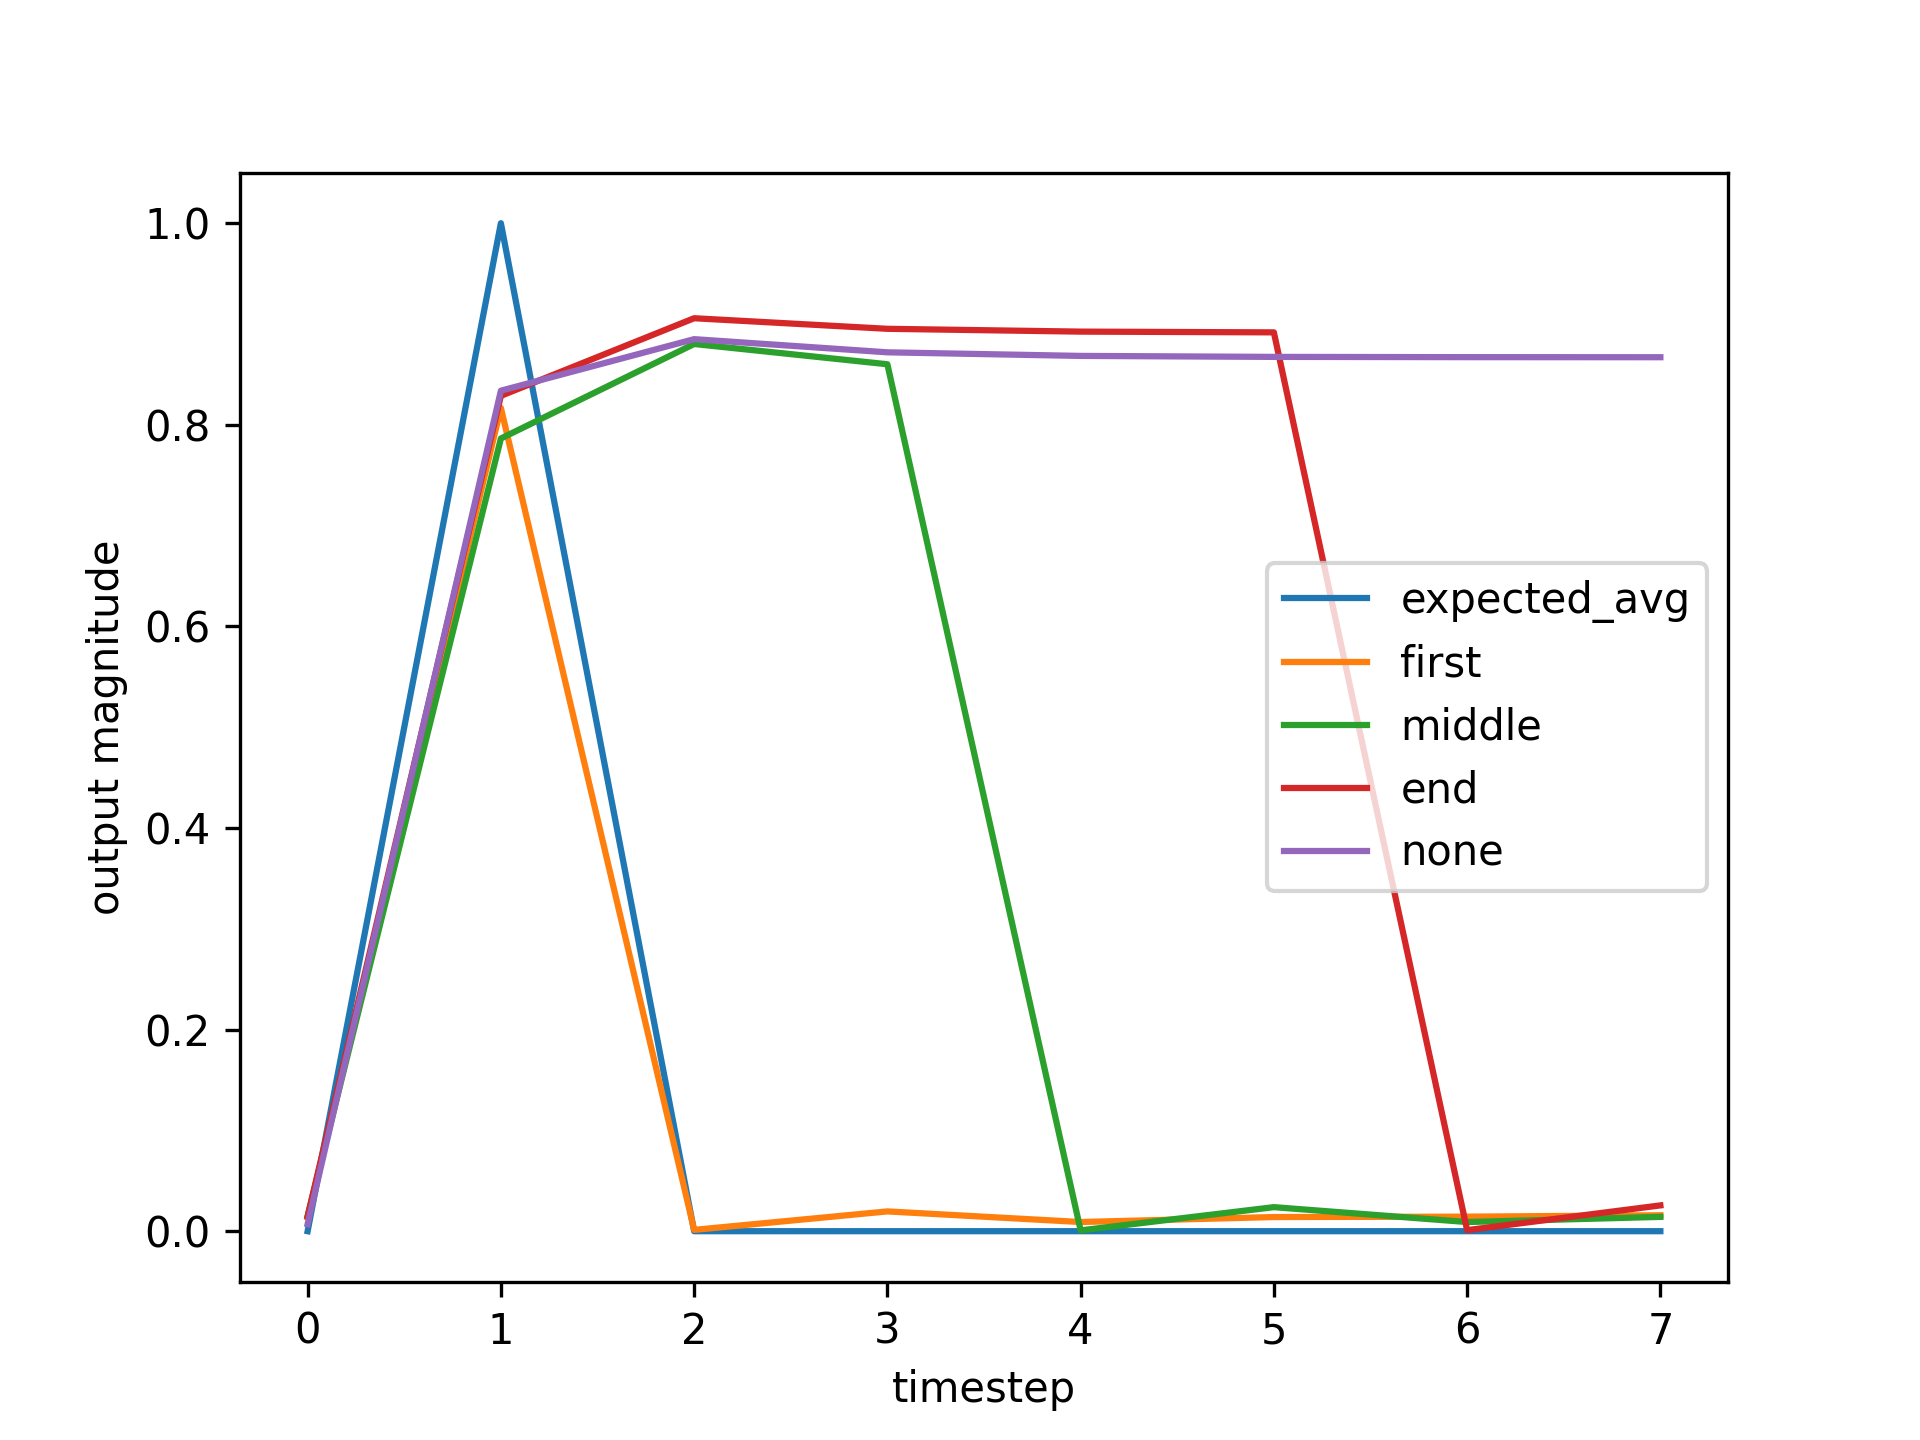 1.0
0.8
0.6
0.4
0.2
0.0
output magnitude
expected_avg
first
middle
end
none
0 1 2 3 4 5 6 7
timestep